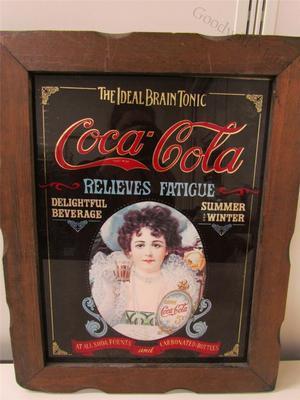 THE IDEAL BRAIN TONIC
Coca-Cola
RELIEVES FATIGUE
DELIGHTFUL
BEVERAGE
SUMMER
WINTER
Coca-Cola
5¢
AT ALL SODA FOUNTS and CARBONATED BOTTLES